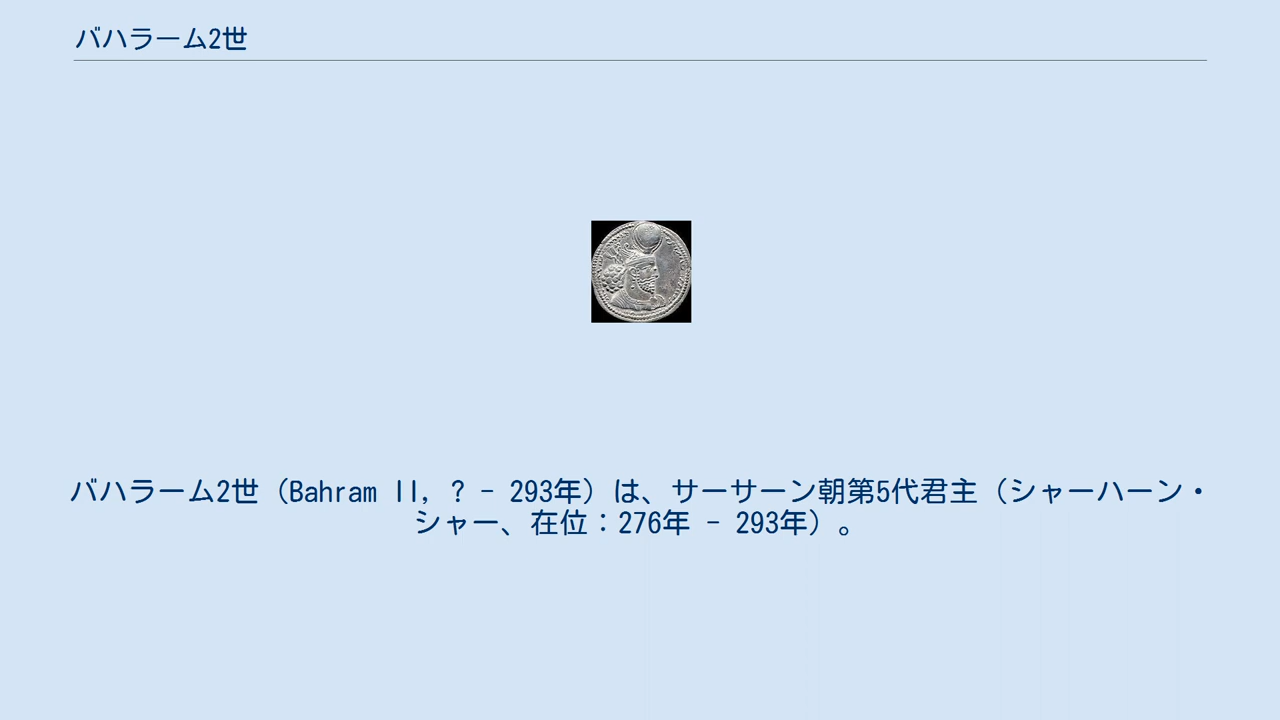 バハラーム2世
バハラーム2世（Bahram II, ? - 293年）は、サーサーン朝第5代君主（シャーハーン・
シャー、在位：276年 - 293年）。